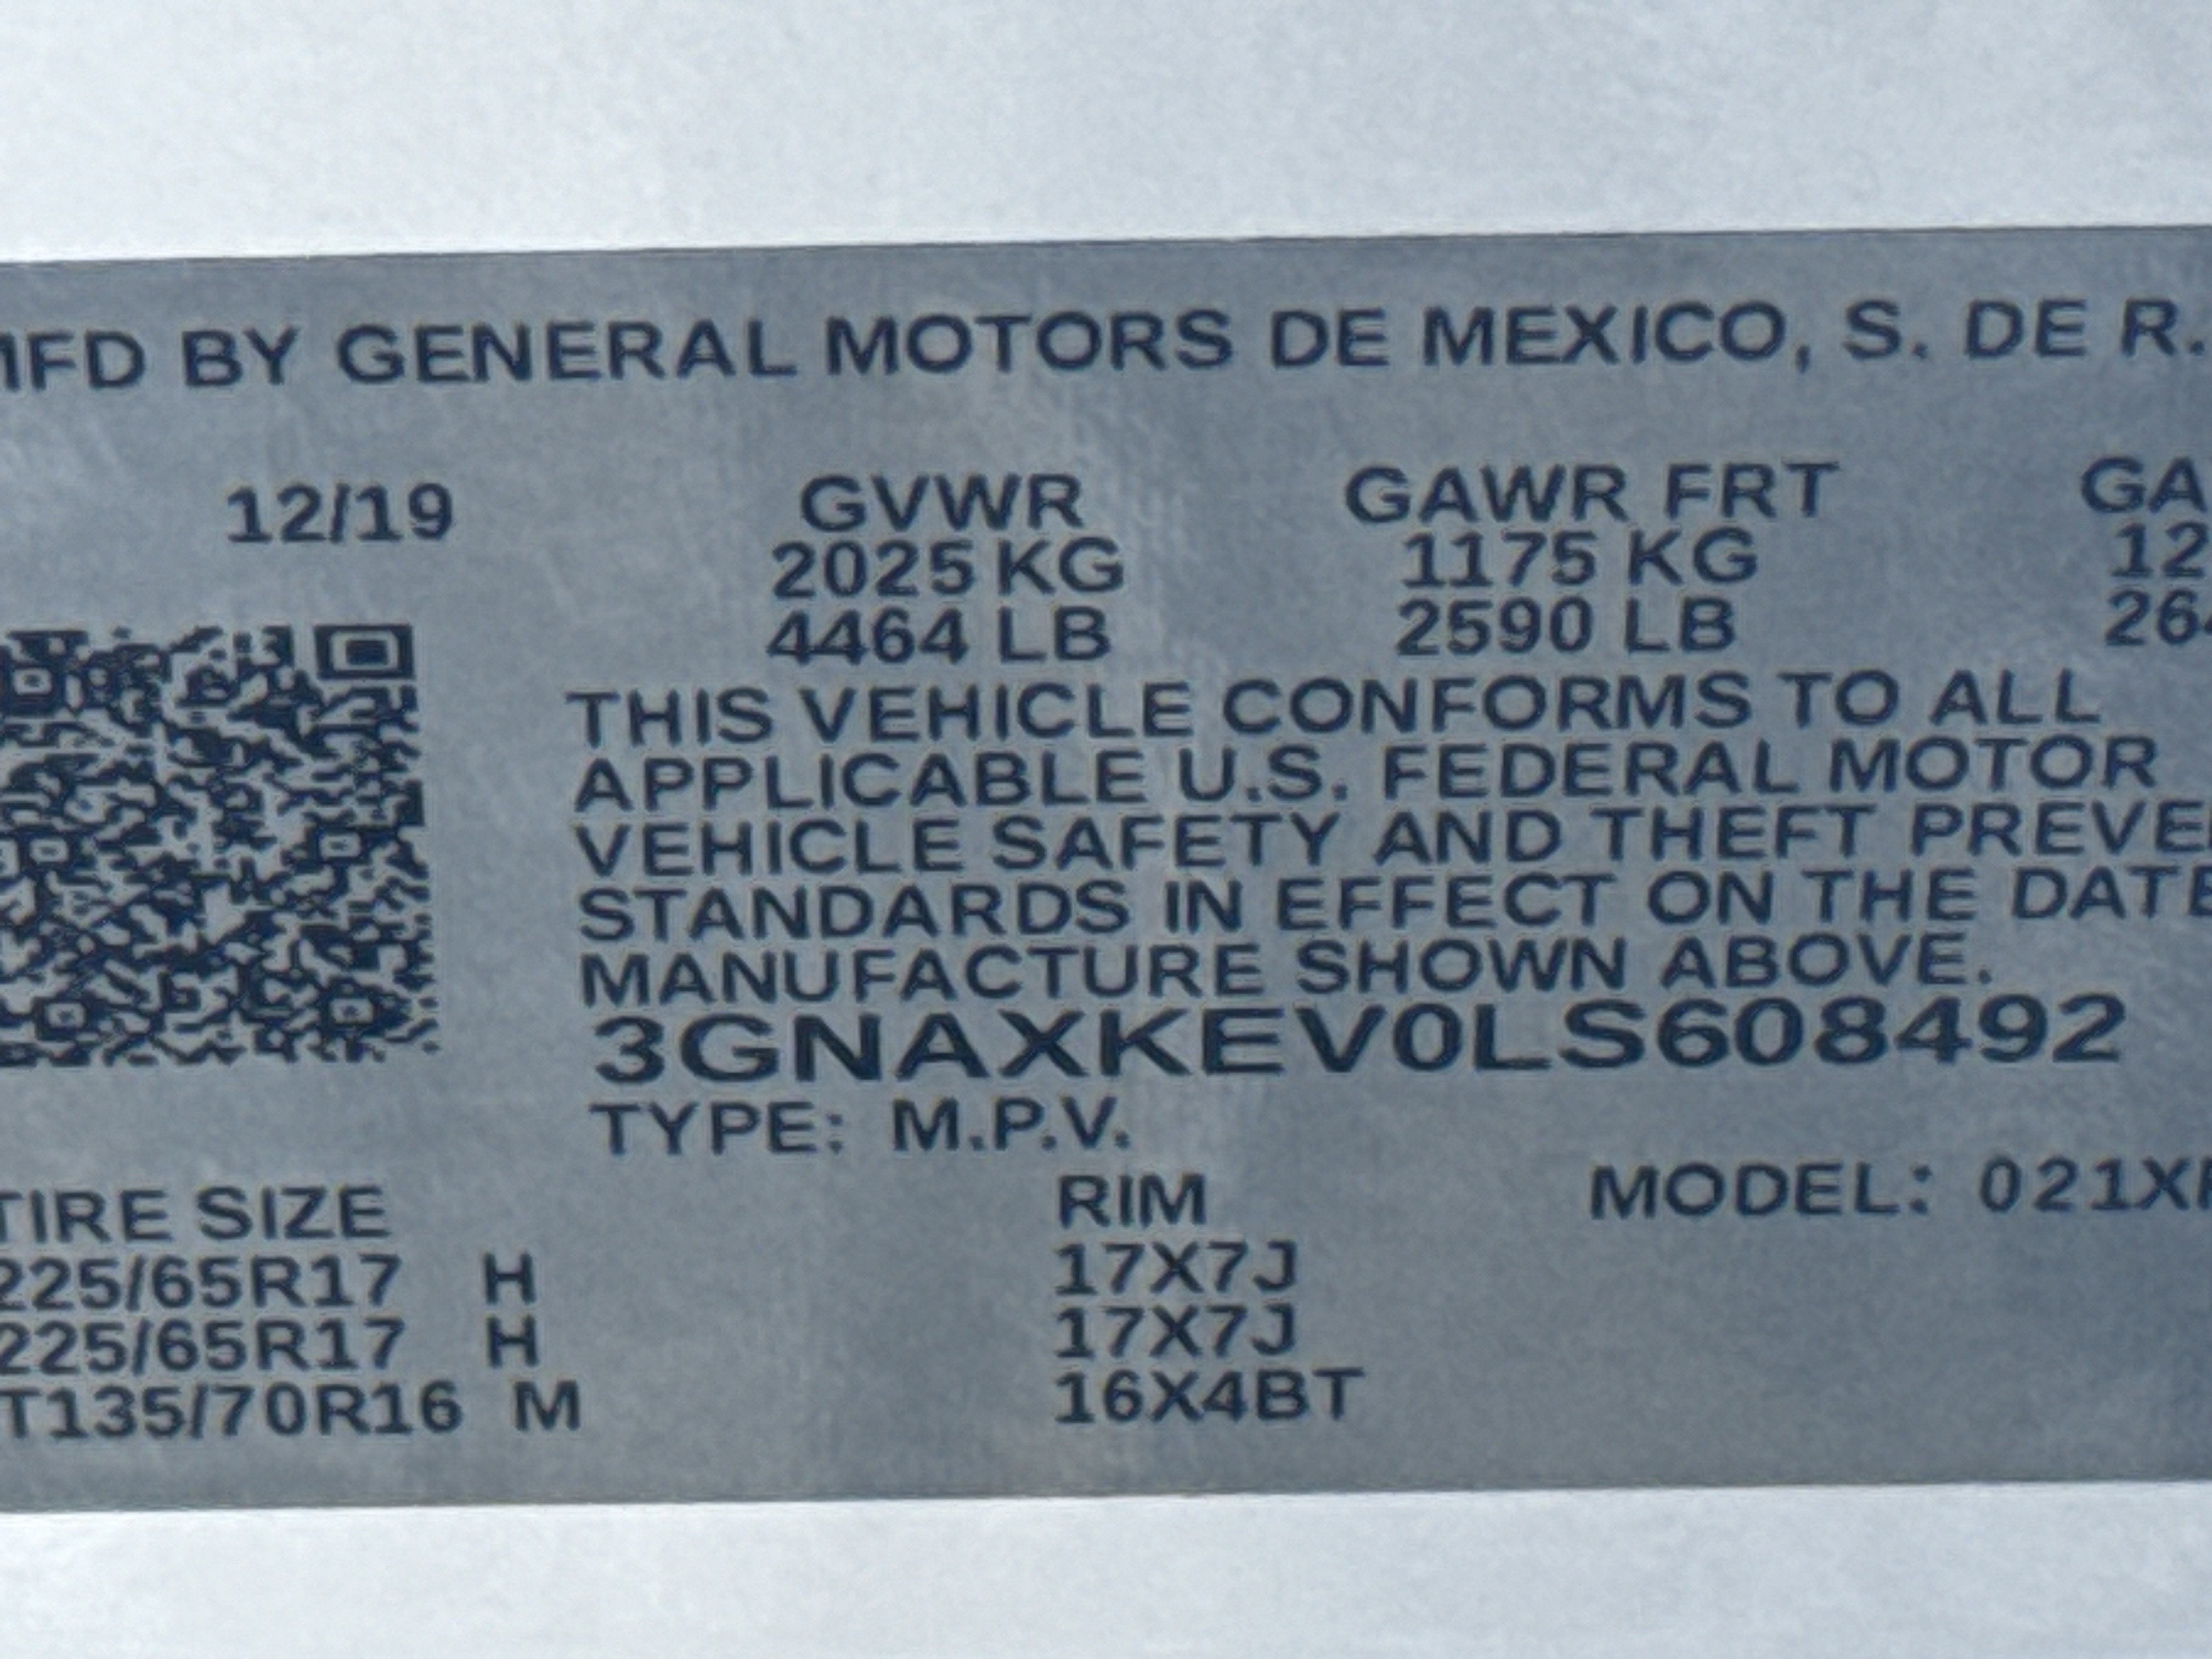 MFD BY GENERAL MOTORS DE MEXICO, S. DE R.
12/19
GVWR
2025 KG
4464 LB
GAWR FRT
1175 KG
2590 LB
THIS VEHICLE CONFORMS TO ALL
APPLICABLE U.S. FEDERAL MOTOR
VEHICLE SAFETY AND THEFT
STANDARDS IN EFFECT ON THE DATE
MANUFACTURE SHOWN ABOVE.
3GNAXKEV0LS608492
TYPE: M.P.V.
MODEL:
TIRE SIZE
225/65R17 H
225/65R17 H
T135/70R16 M
RIM
17X7J
17X7J
16X4BT